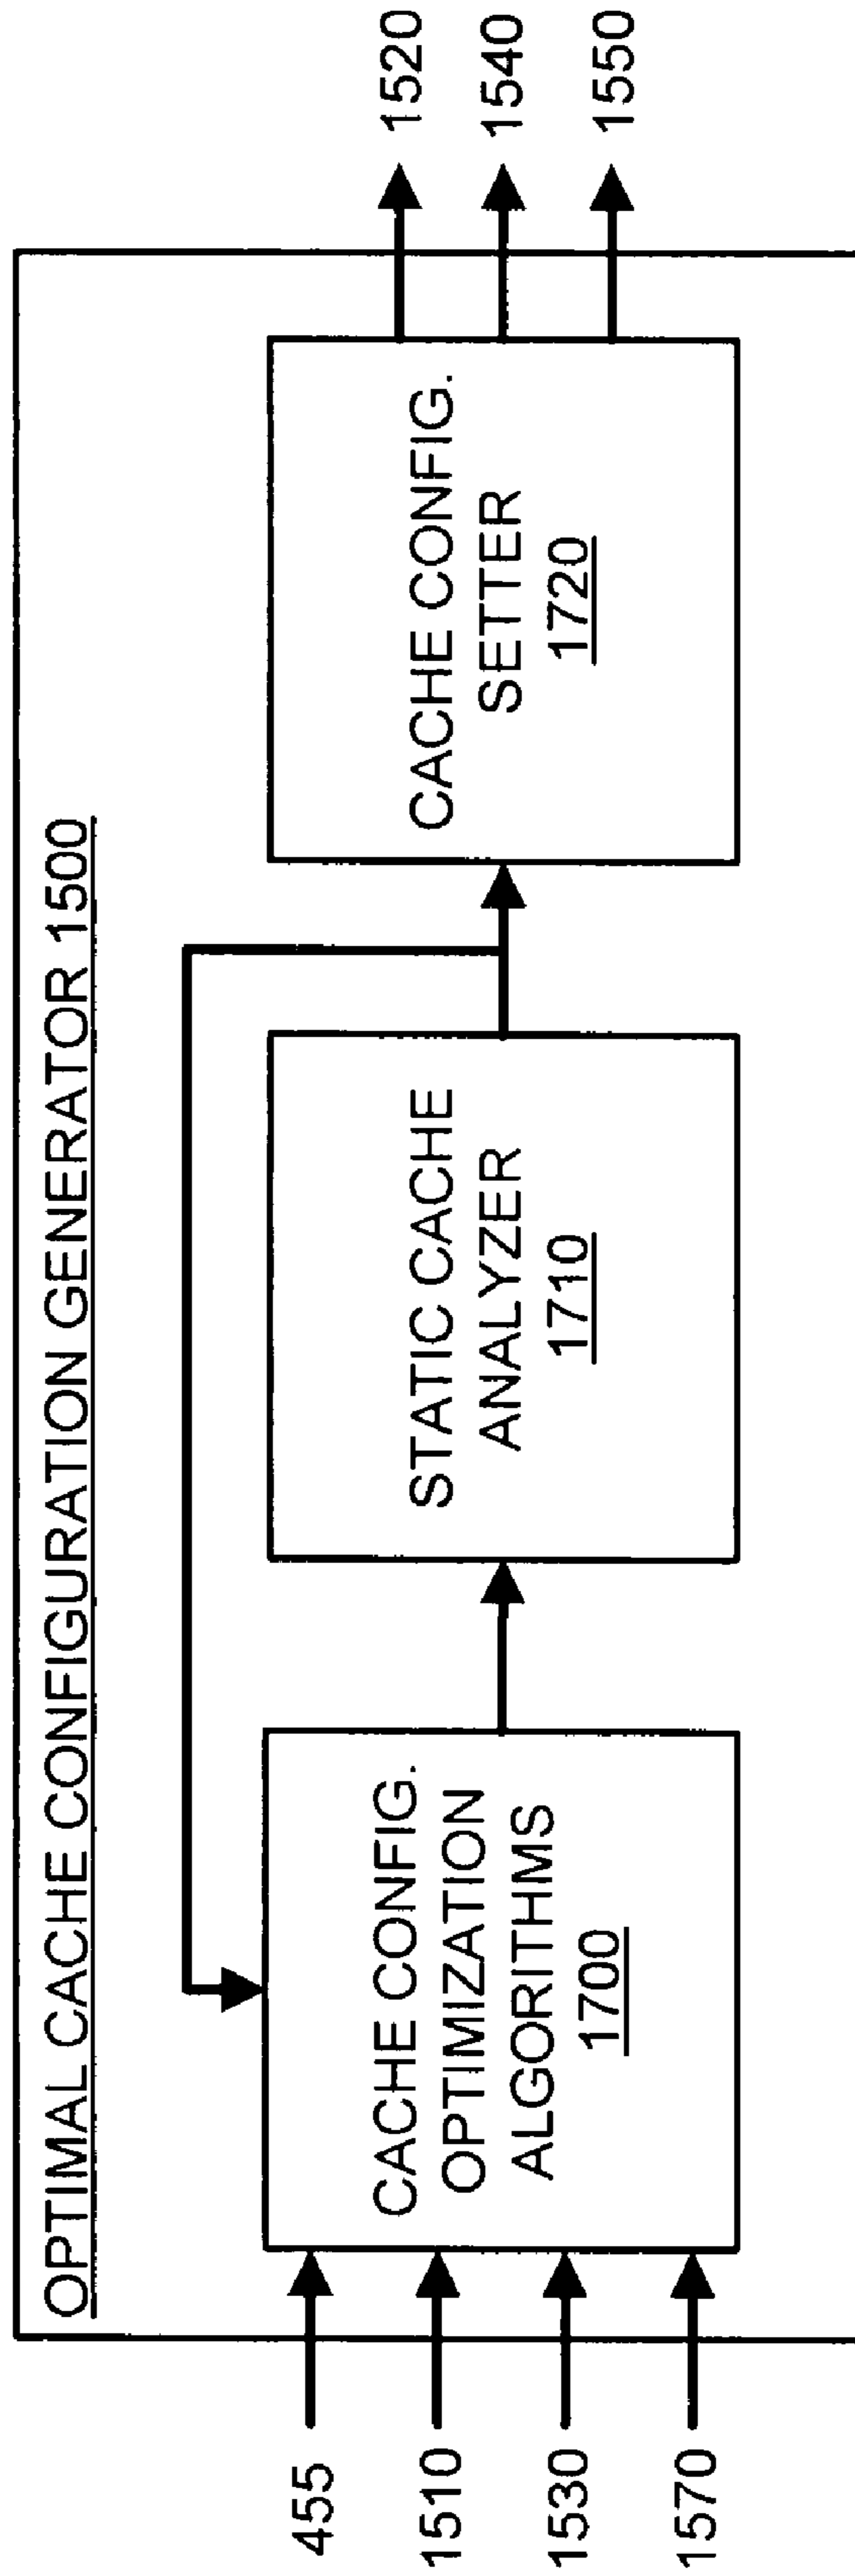 OPTIMAL CACHE CONFIGURATION GENERATOR 1500
455
1510
1530
1570
CACHE CONFIG.
OPTIMIZATION
ALGORITHMS
1700
STATIC CACHE
ANALYZER
1710
CACHE CONFIG.
SETTER
1720
1520
1540
1550